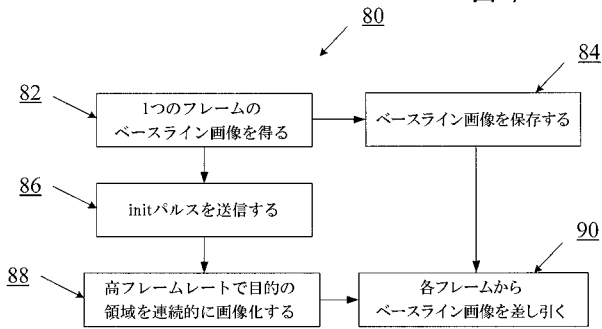 80
82
1つのフレームの
ベースライン画像を得る
84
ベースライン画像を保存する
86
initパルスを送信する
88
高フレームレートで目的の
領域を連続的に画像化する
90
各フレームから
ベースライン画像を差し引く